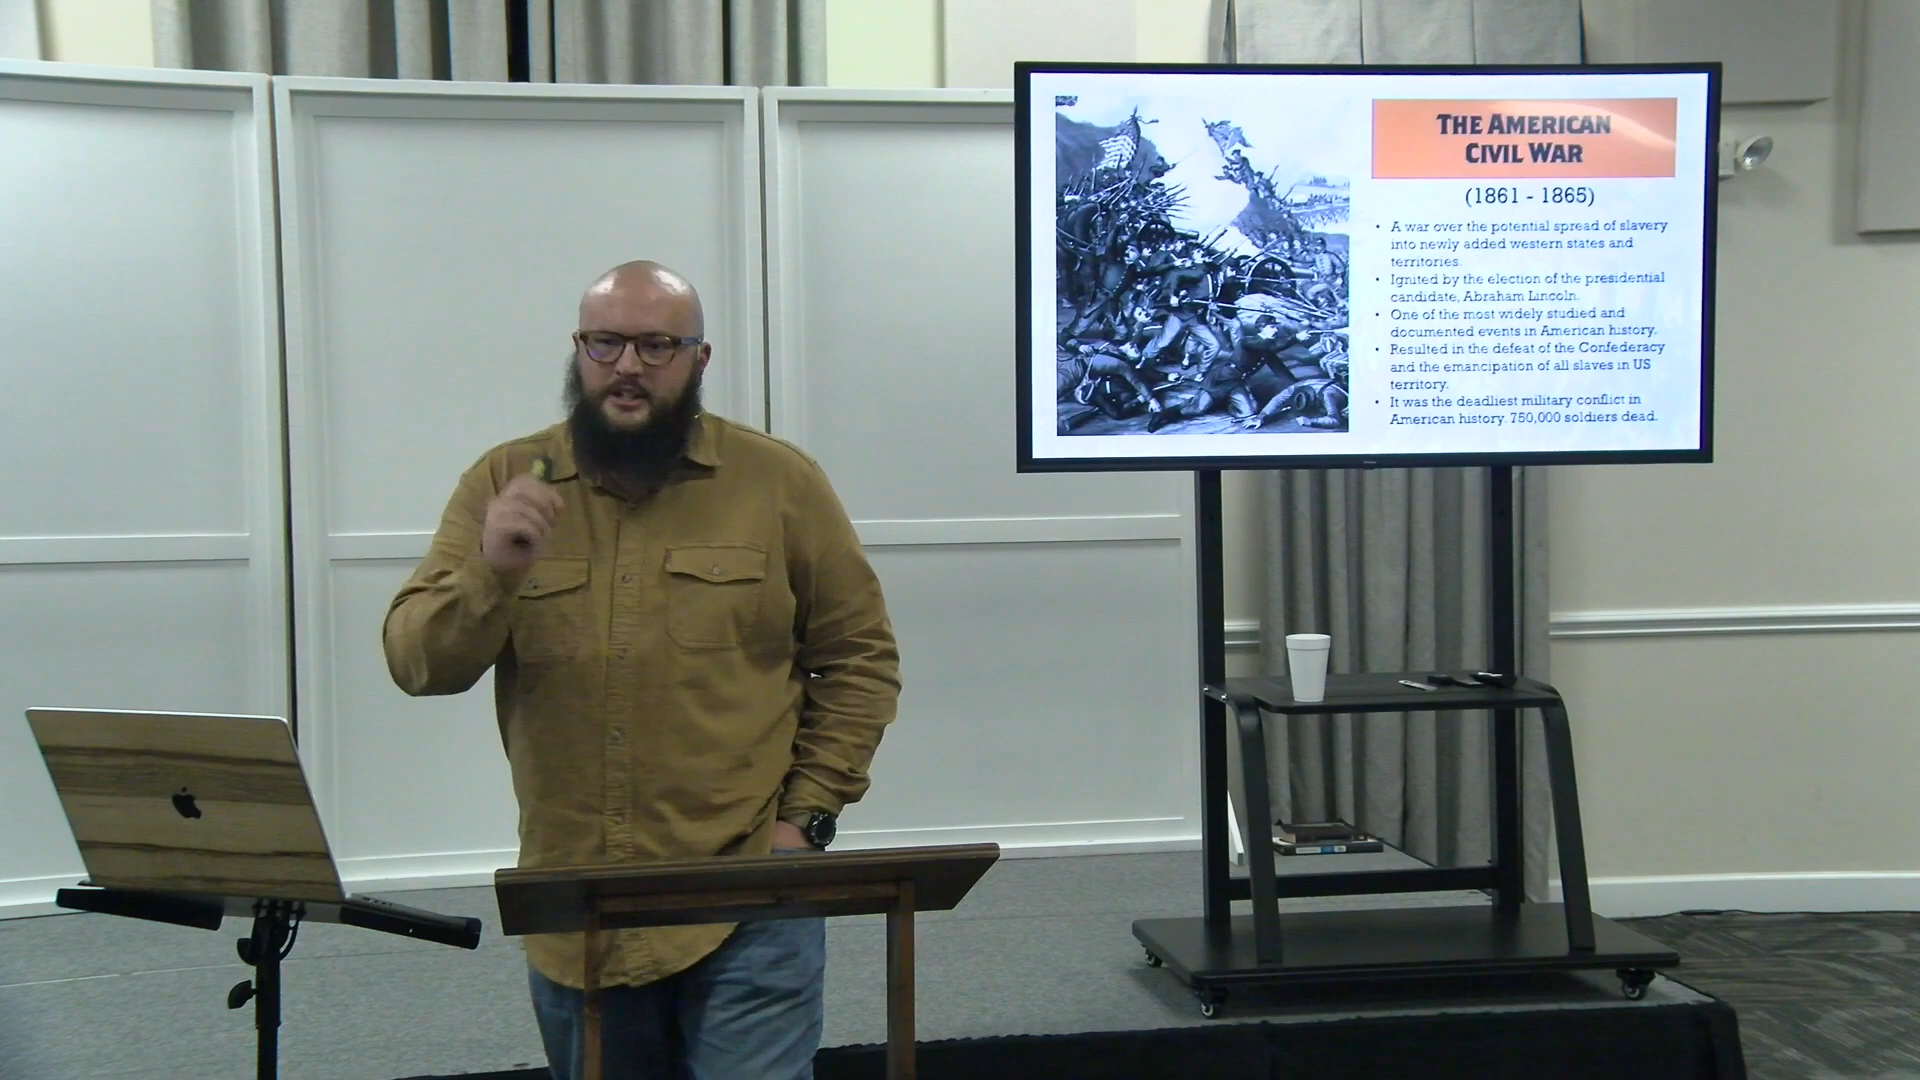 THE AMERICAN
CIVIL WAR
(1861 - 1865)
• A war over the potential spread of slavery
into newly added western states and
territories.
• Ignited by the election of the presidential
candidate, Abraham Lincoln.
• One of the most widely studied and
documented events in American history.
• Resulted in the defeat of the Confederacy
and the emancipation of all slaves in US
territory.
• It was the deadliest military conflict in
American history. 750,000 soldiers dead.